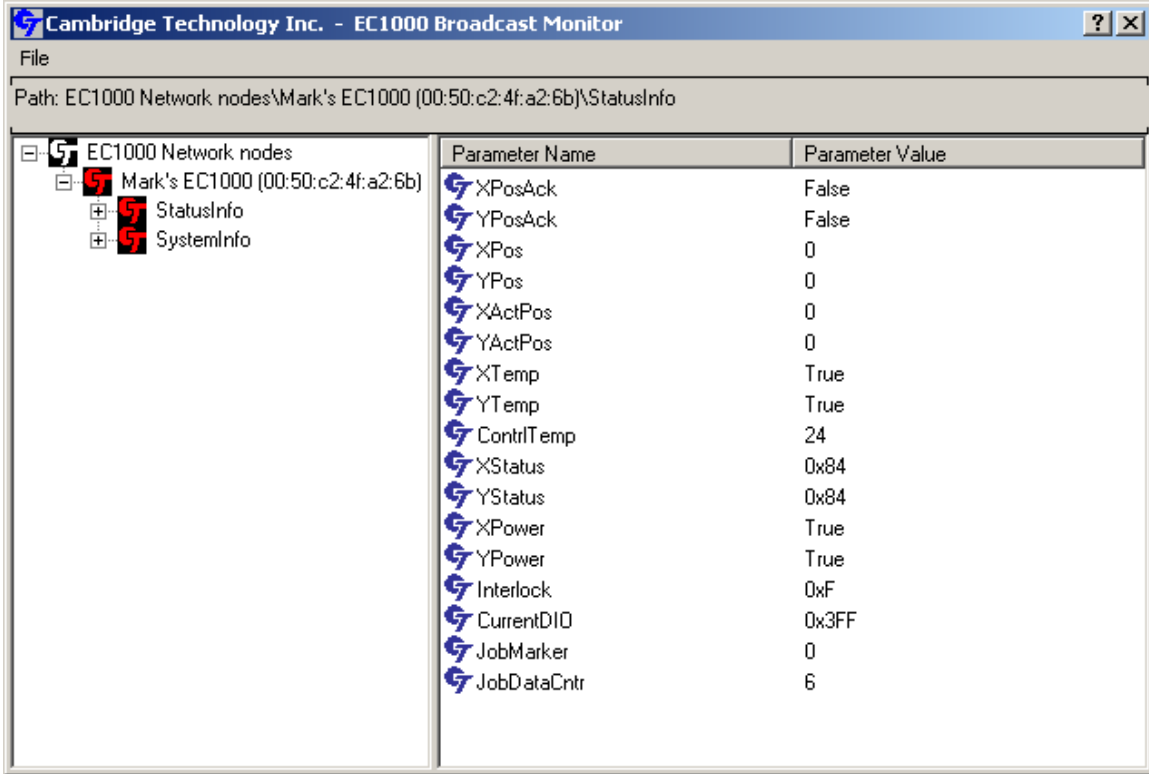 Cambridge Technology Inc. - EC1000 Broadcast Monitor
File
Path: EC1000 Network nodes\Mark's EC1000 (00:50:c2:4f:a2:6b)\StatusInfo
EC1000 Network nodes
Mark's EC1000 (00:50:c2:4f:a2:6b)
StatusInfo
SystemInfo
Parameter Name Parameter Value
XPosAck False
YPosAck False
XPos 0
YPos 0
XActPos 0
YActPos 0
XTemp True
YTemp True
ContrlTemp 24
XStatus 0x84
YStatus 0x84
XPower True
YPower True
Interlock 0xF
CurrentDIO 0x3FF
JobMarker 0
JobDataCntr 6